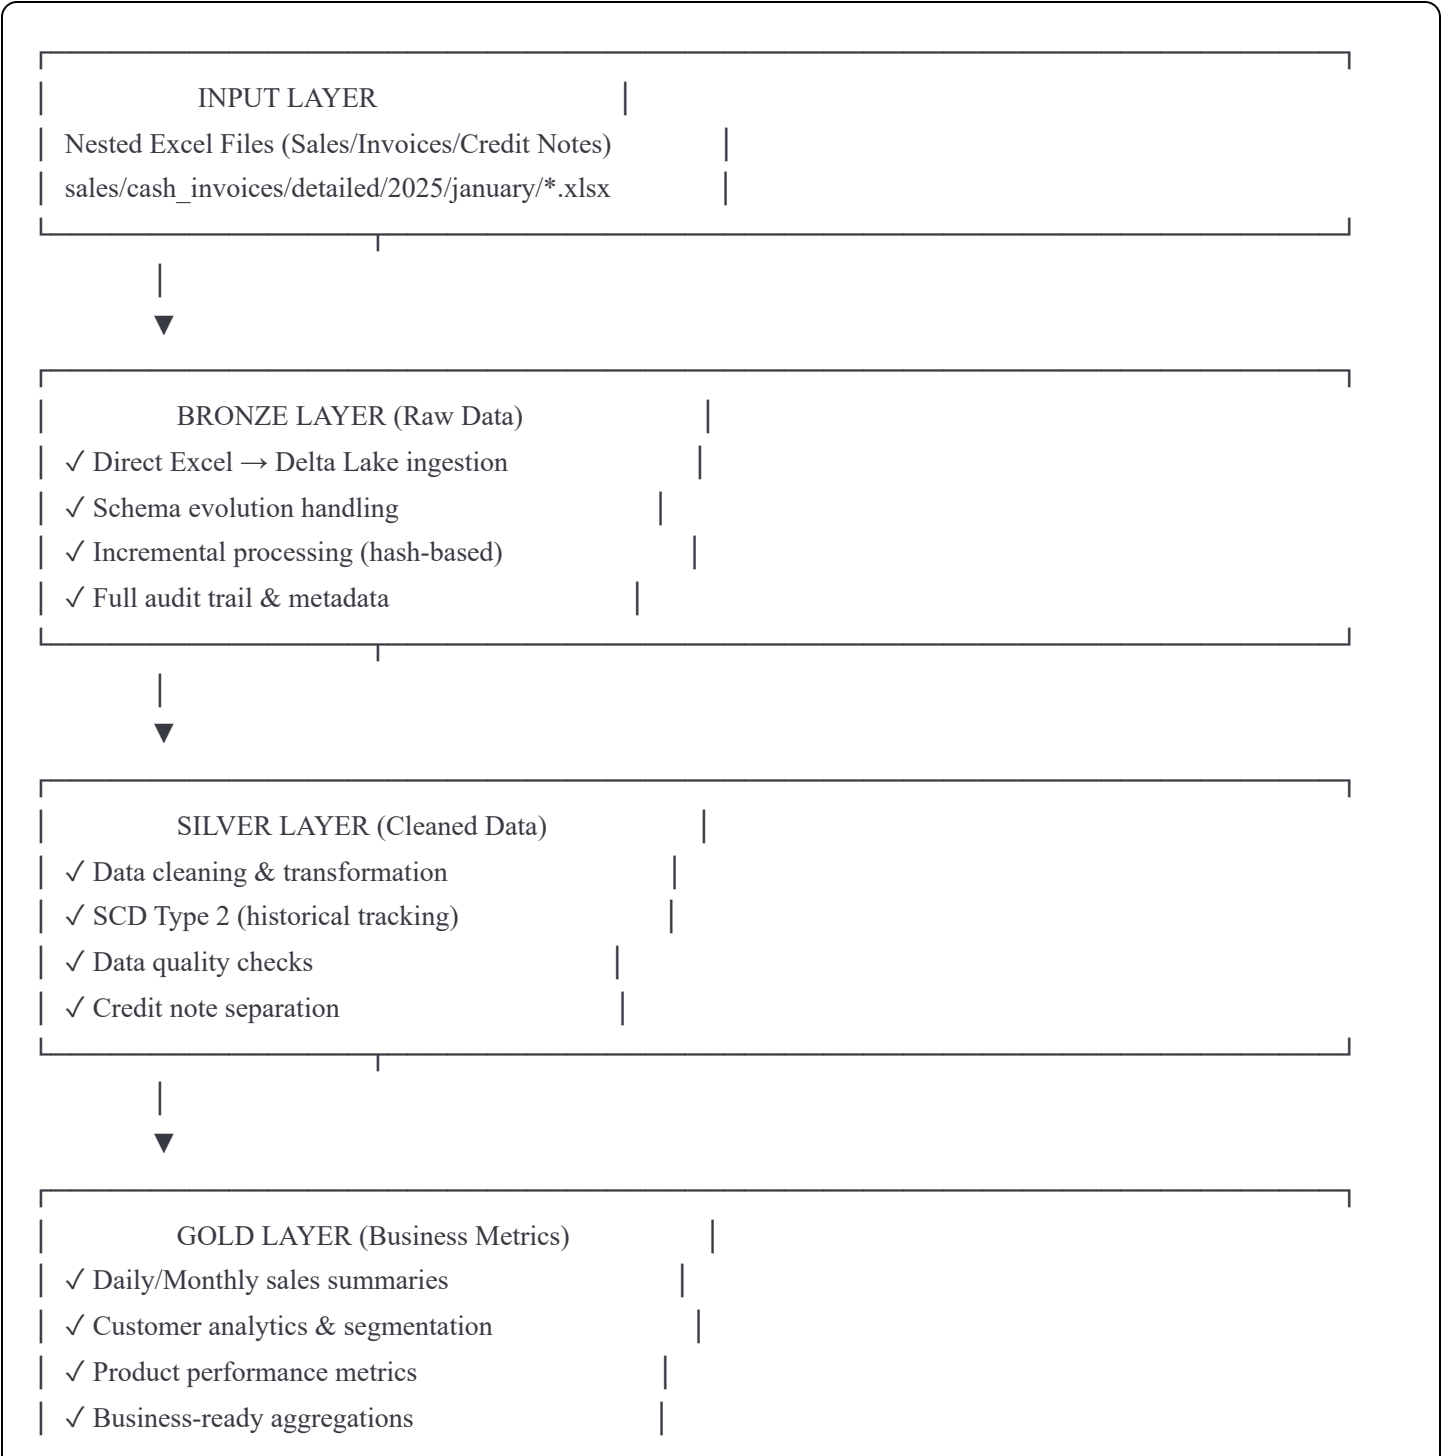 INPUT LAYER
Nested Excel Files (Sales/Invoices/Credit Notes)
sales/cash_invoices/detailed/2025/january/*.xlsx
▼
BRONZE LAYER (Raw Data)
✓ Direct Excel → Delta Lake ingestion
✓ Schema evolution handling
✓ Incremental processing (hash-based)
✓ Full audit trail & metadata
▼
SILVER LAYER (Cleaned Data)
✓ Data cleaning & transformation
✓ SCD Type 2 (historical tracking)
✓ Data quality checks
✓ Credit note separation
▼
GOLD LAYER (Business Metrics)
✓ Daily/Monthly sales summaries
✓ Customer analytics & segmentation
✓ Product performance metrics
✓ Business-ready aggregations